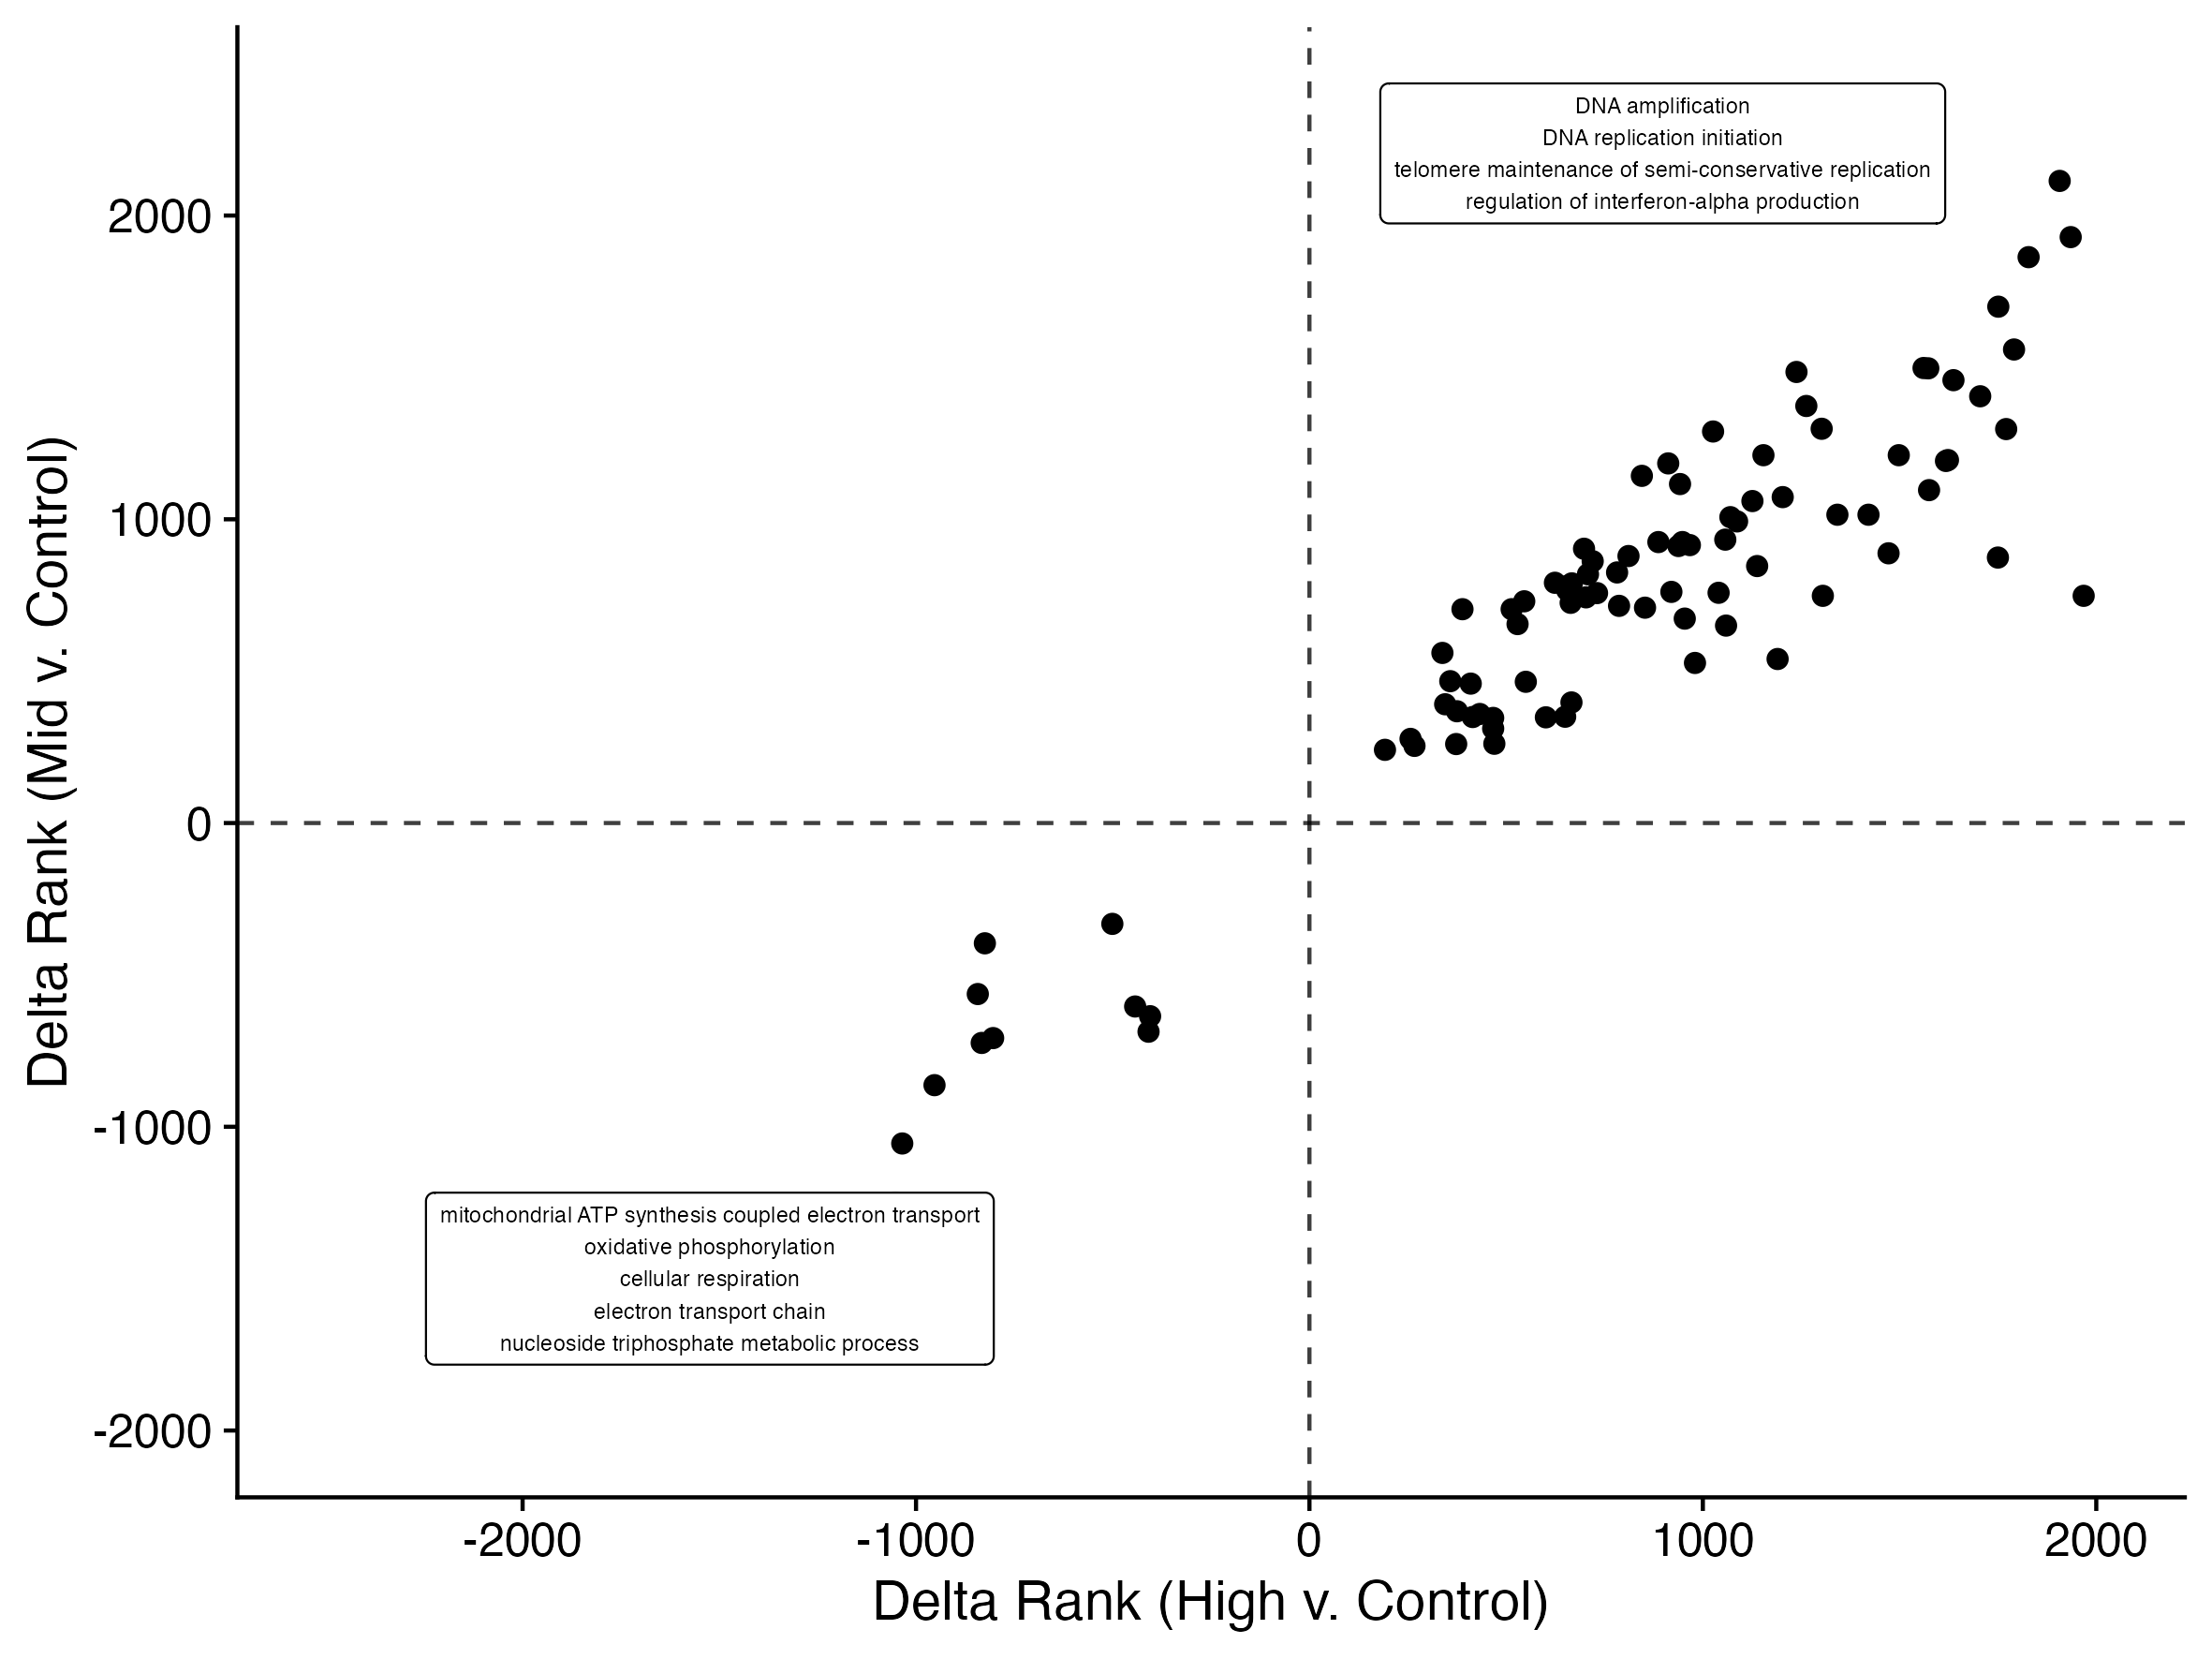 DNA amplification
DNA replication initiation
telomere maintenance of semi-conservative replication
regulation of interferon-alpha production
2000
1000
0
-1000
-2000
Delta Rank (Mid v. Control)
mitochondrial ATP synthesis coupled electron transport
oxidative phosphorylation
cellular respiration
electron transport chain
nucleoside triphosphate metabolic process
-2000
-1000
0
1000
2000
Delta Rank (High v. Control)